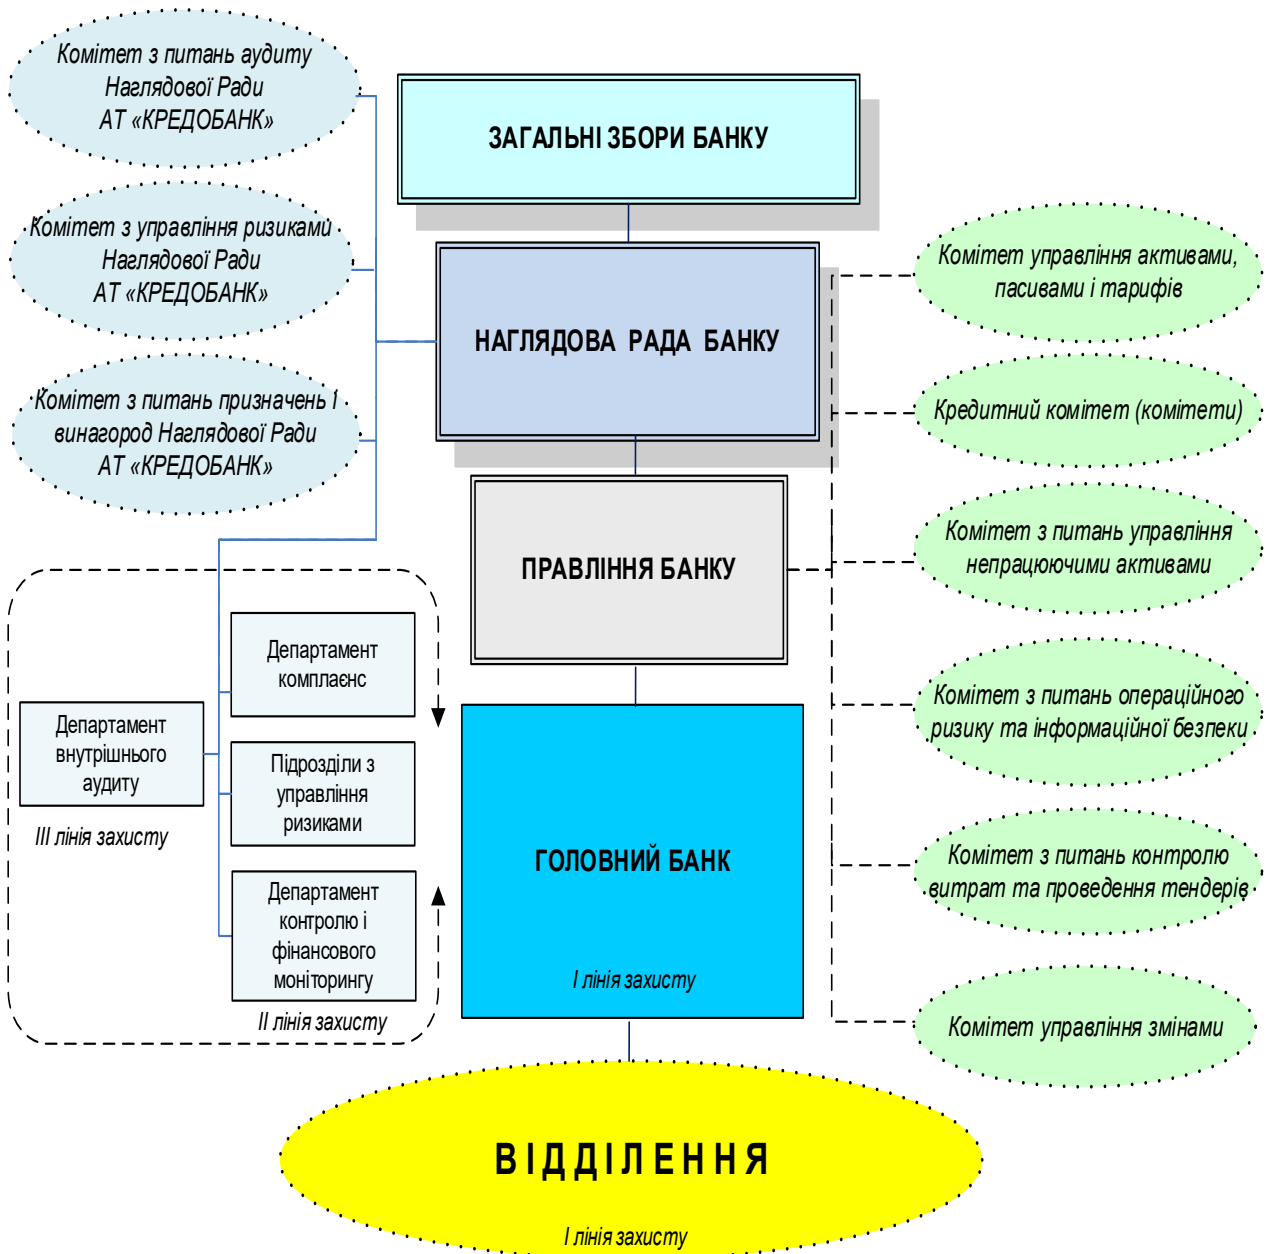 Комітет з питань аудиту
Наглядової Ради
АТ «КРЕДОБАНК»
Комітет з управління ризиками
Наглядової Ради
АТ «КРЕДОБАНК»
Комітет з питань призначень і
винагород Наглядової Ради
АТ «КРЕДОБАНК»
ЗАГАЛЬНІ ЗБОРИ БАНКУ
НАГЛЯДОВА РАДА БАНКУ
ПРАВЛІННЯ БАНКУ
Комітет управління активами,
пасивами і тарифів
Кредитний комітет (комітети)
Комітет з питань управління
непрацюючими активами
Комітет з питань операційного
ризику та інформаційної безпеки
Комітет з питань контролю
витрат та проведення тендерів
Комітет управління змінами
Департамент
внутрішнього
аудиту
III лінія захисту
Департамент
комплаєнс
Підрозділи з
управління
ризиками
Департамент
контролю і
фінансового
моніторингу
II лінія захисту
ГОЛОВНИЙ БАНК
I лінія захисту
ВІДДІЛЕННЯ
I лінія захисту